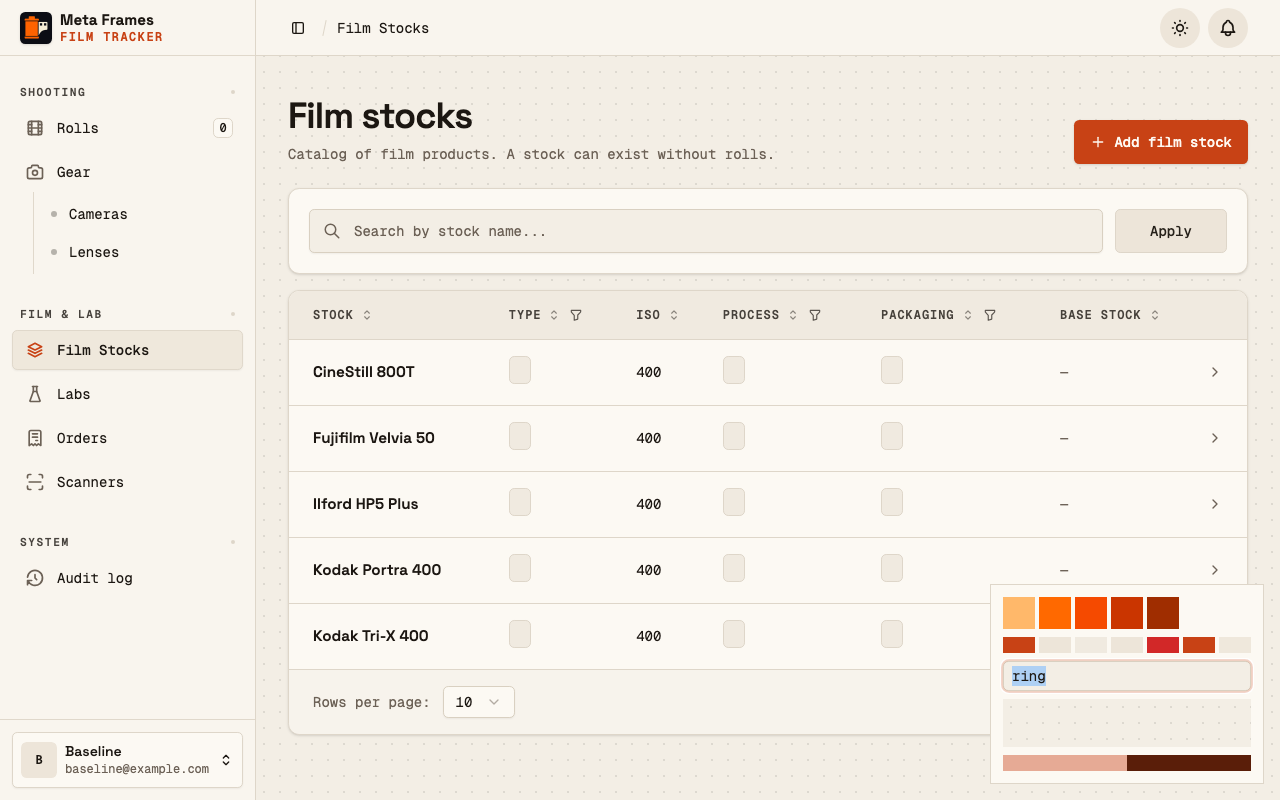 Meta Frames
FILM TRACKER
Film Stocks
SHOOTING
Rolls
0
Gear
Cameras
Lenses
FILM & LAB
Film Stocks
Labs
Orders
Scanners
SYSTEM
Audit log
B
Baseline
baseline@example.com
Film stocks
Catalog of film products. A stock can exist without rolls.
Add film stock
Search by stock name...
Apply
STOCK TYPE ISO PROCESS PACKAGING BASE STOCK
CineStill 800T 400 —
Fujifilm Velvia 50 400 —
Ilford HP5 Plus 400 —
Kodak Portra 400 400 —
Kodak Tri-X 400 400
Rows per page: 10
ring